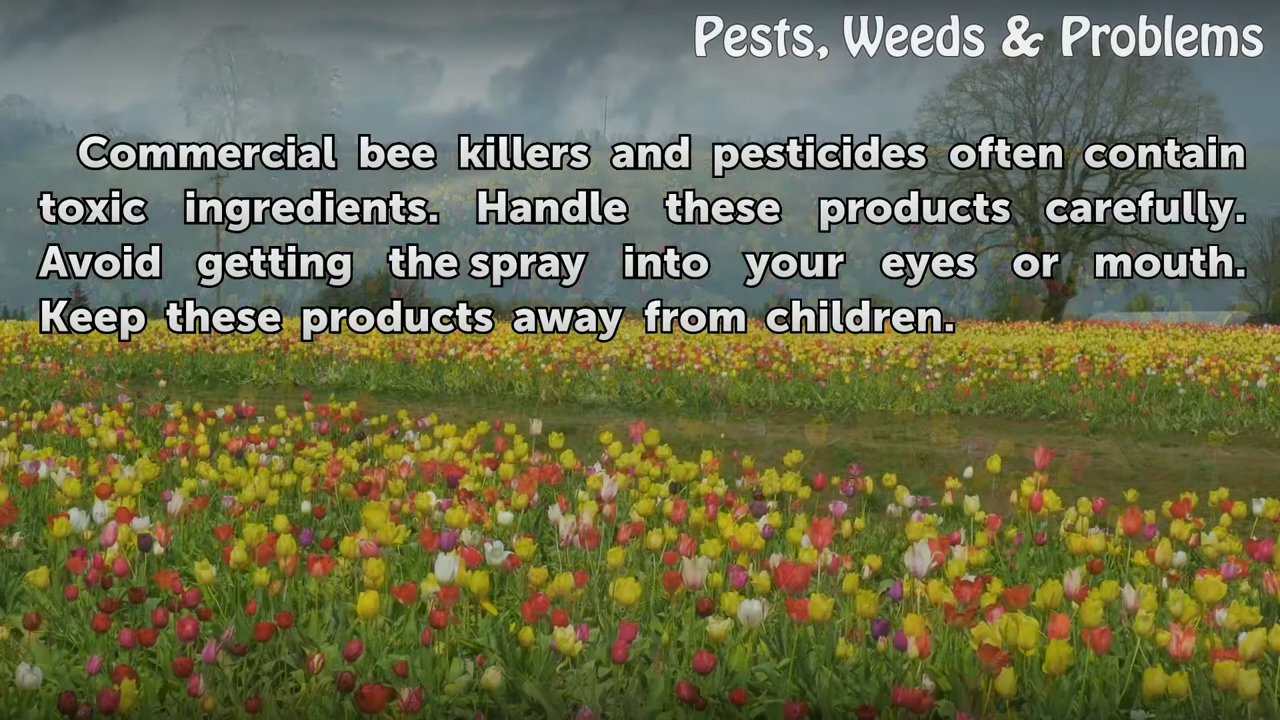 Pests, Weeds & Problems
Commercial bee killers and pesticides often contain
toxic ingredients. Handle these products carefully.
Avoid getting the spray into your eyes or mouth.
Keep these products away from children.